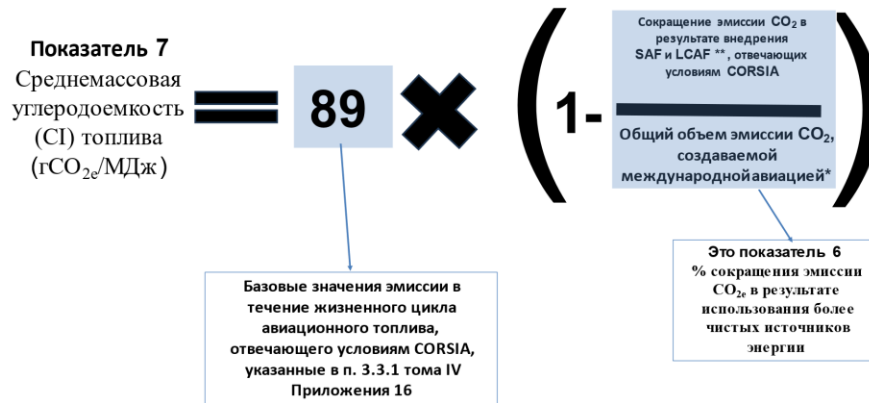 Показатель 7
Среднемассовая
углеродоемкость
(CI) топлива
(гCO2e/МДж)
=
89
×
(
1-
Сокращение эмиссии CO2 в
результате внедрения
SAF и LCAF **, отвечающих
условиям CORSIA
Общий объем эмиссии CO2,
создаваемой
международнойавиацией*
)
Базовые значения эмиссии в
течение жизненного цикла
авиационного топлива,
отвечающего условиям CORSIA,
указанные в п. 3.3.1 тома IV
Приложения 16
Это показатель 6
% сокращения эмиссии
CO2e в результате
использования более
чистых источников
энергии